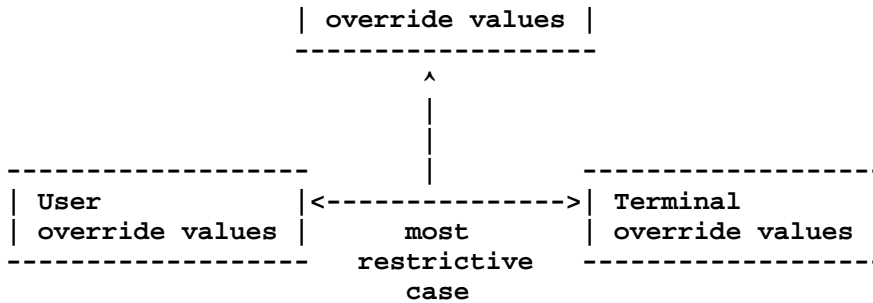 | override values |
-------------------
^
|
|
-------------------          |          -------------------
| User            |<--------------->| Terminal
| override values |      most       | override values
-------------------   restrictive   -------------------
case